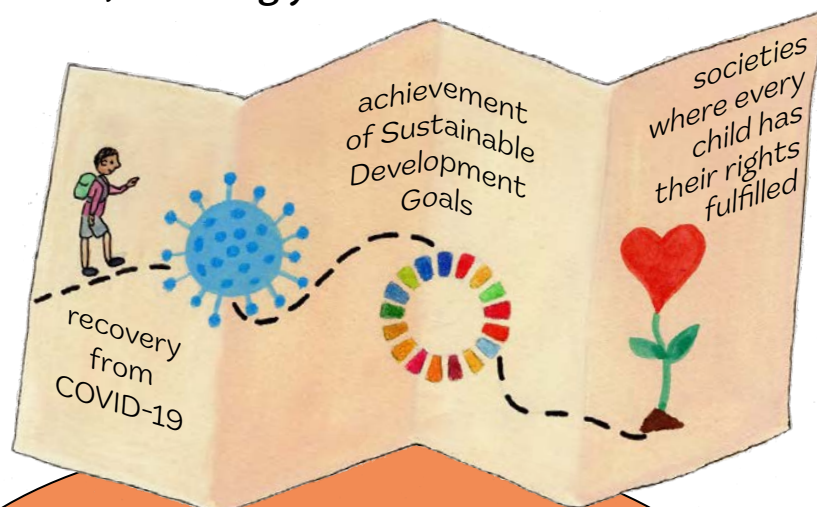 recovery
from
COVID-19
achievement
of Sustainable
Development
Goals
societies
where every
child has
their rights
fulfilled